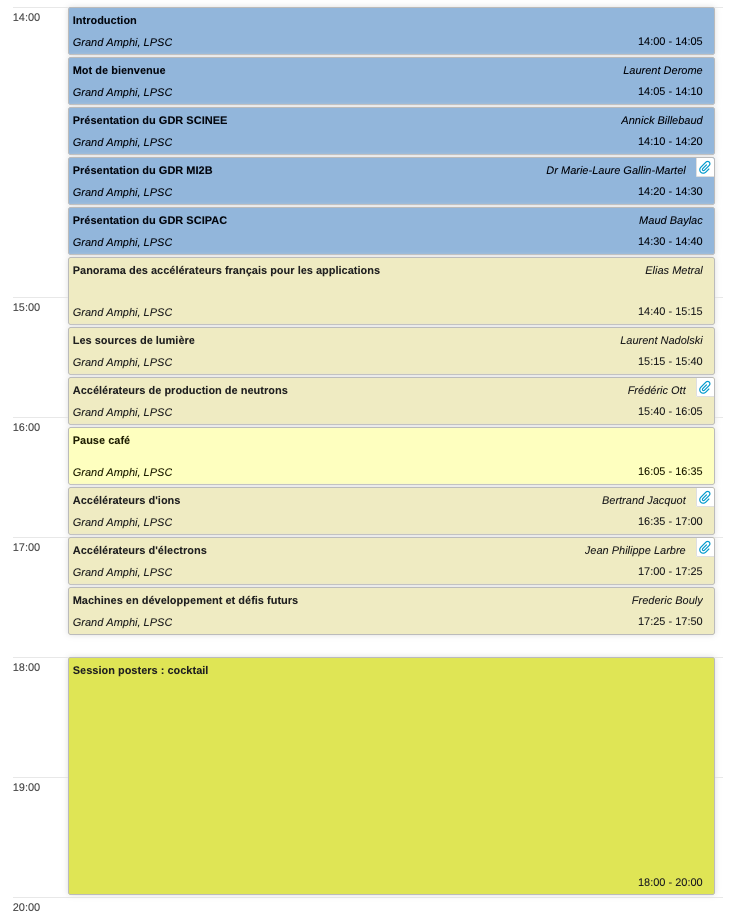 14:00
Introduction
Grand Amphi, LPSC 14:00 - 14:05
Mot de bienvenue Laurent Derome
Grand Amphi, LPSC 14:05 - 14:10
Présentation du GDR SCINEE Annick Billebaud
Grand Amphi, LPSC 14:10 - 14:20
Présentation du GDR MI2B Dr Marie-Laure Gallin-Martel
Grand Amphi, LPSC 14:20 - 14:30
Présentation du GDR SCIPAC Maud Baylac
Grand Amphi, LPSC 14:30 - 14:40
Panorama des accélérateurs français pour les applications Elias Metral
15:00
Grand Amphi, LPSC 14:40 - 15:15
Les sources de lumière Laurent Nadolski
Grand Amphi, LPSC 15:15 - 15:40
Accélérateurs de production de neutrons Frédéric Ott
Grand Amphi, LPSC 15:40 - 16:05
16:00
Pause café
Grand Amphi, LPSC 16:05 - 16:35
Accélérateurs d'ions Bertrand Jacquot
Grand Amphi, LPSC 16:35 - 17:00
17:00
Accélérateurs d'électrons Jean Philippe Larbre
Grand Amphi, LPSC 17:00 - 17:25
Machines en développement et défis futurs Frederic Bouly
Grand Amphi, LPSC 17:25 - 17:50
18:00
Session posters : cocktail
19:00
18:00 - 20:00
20:00